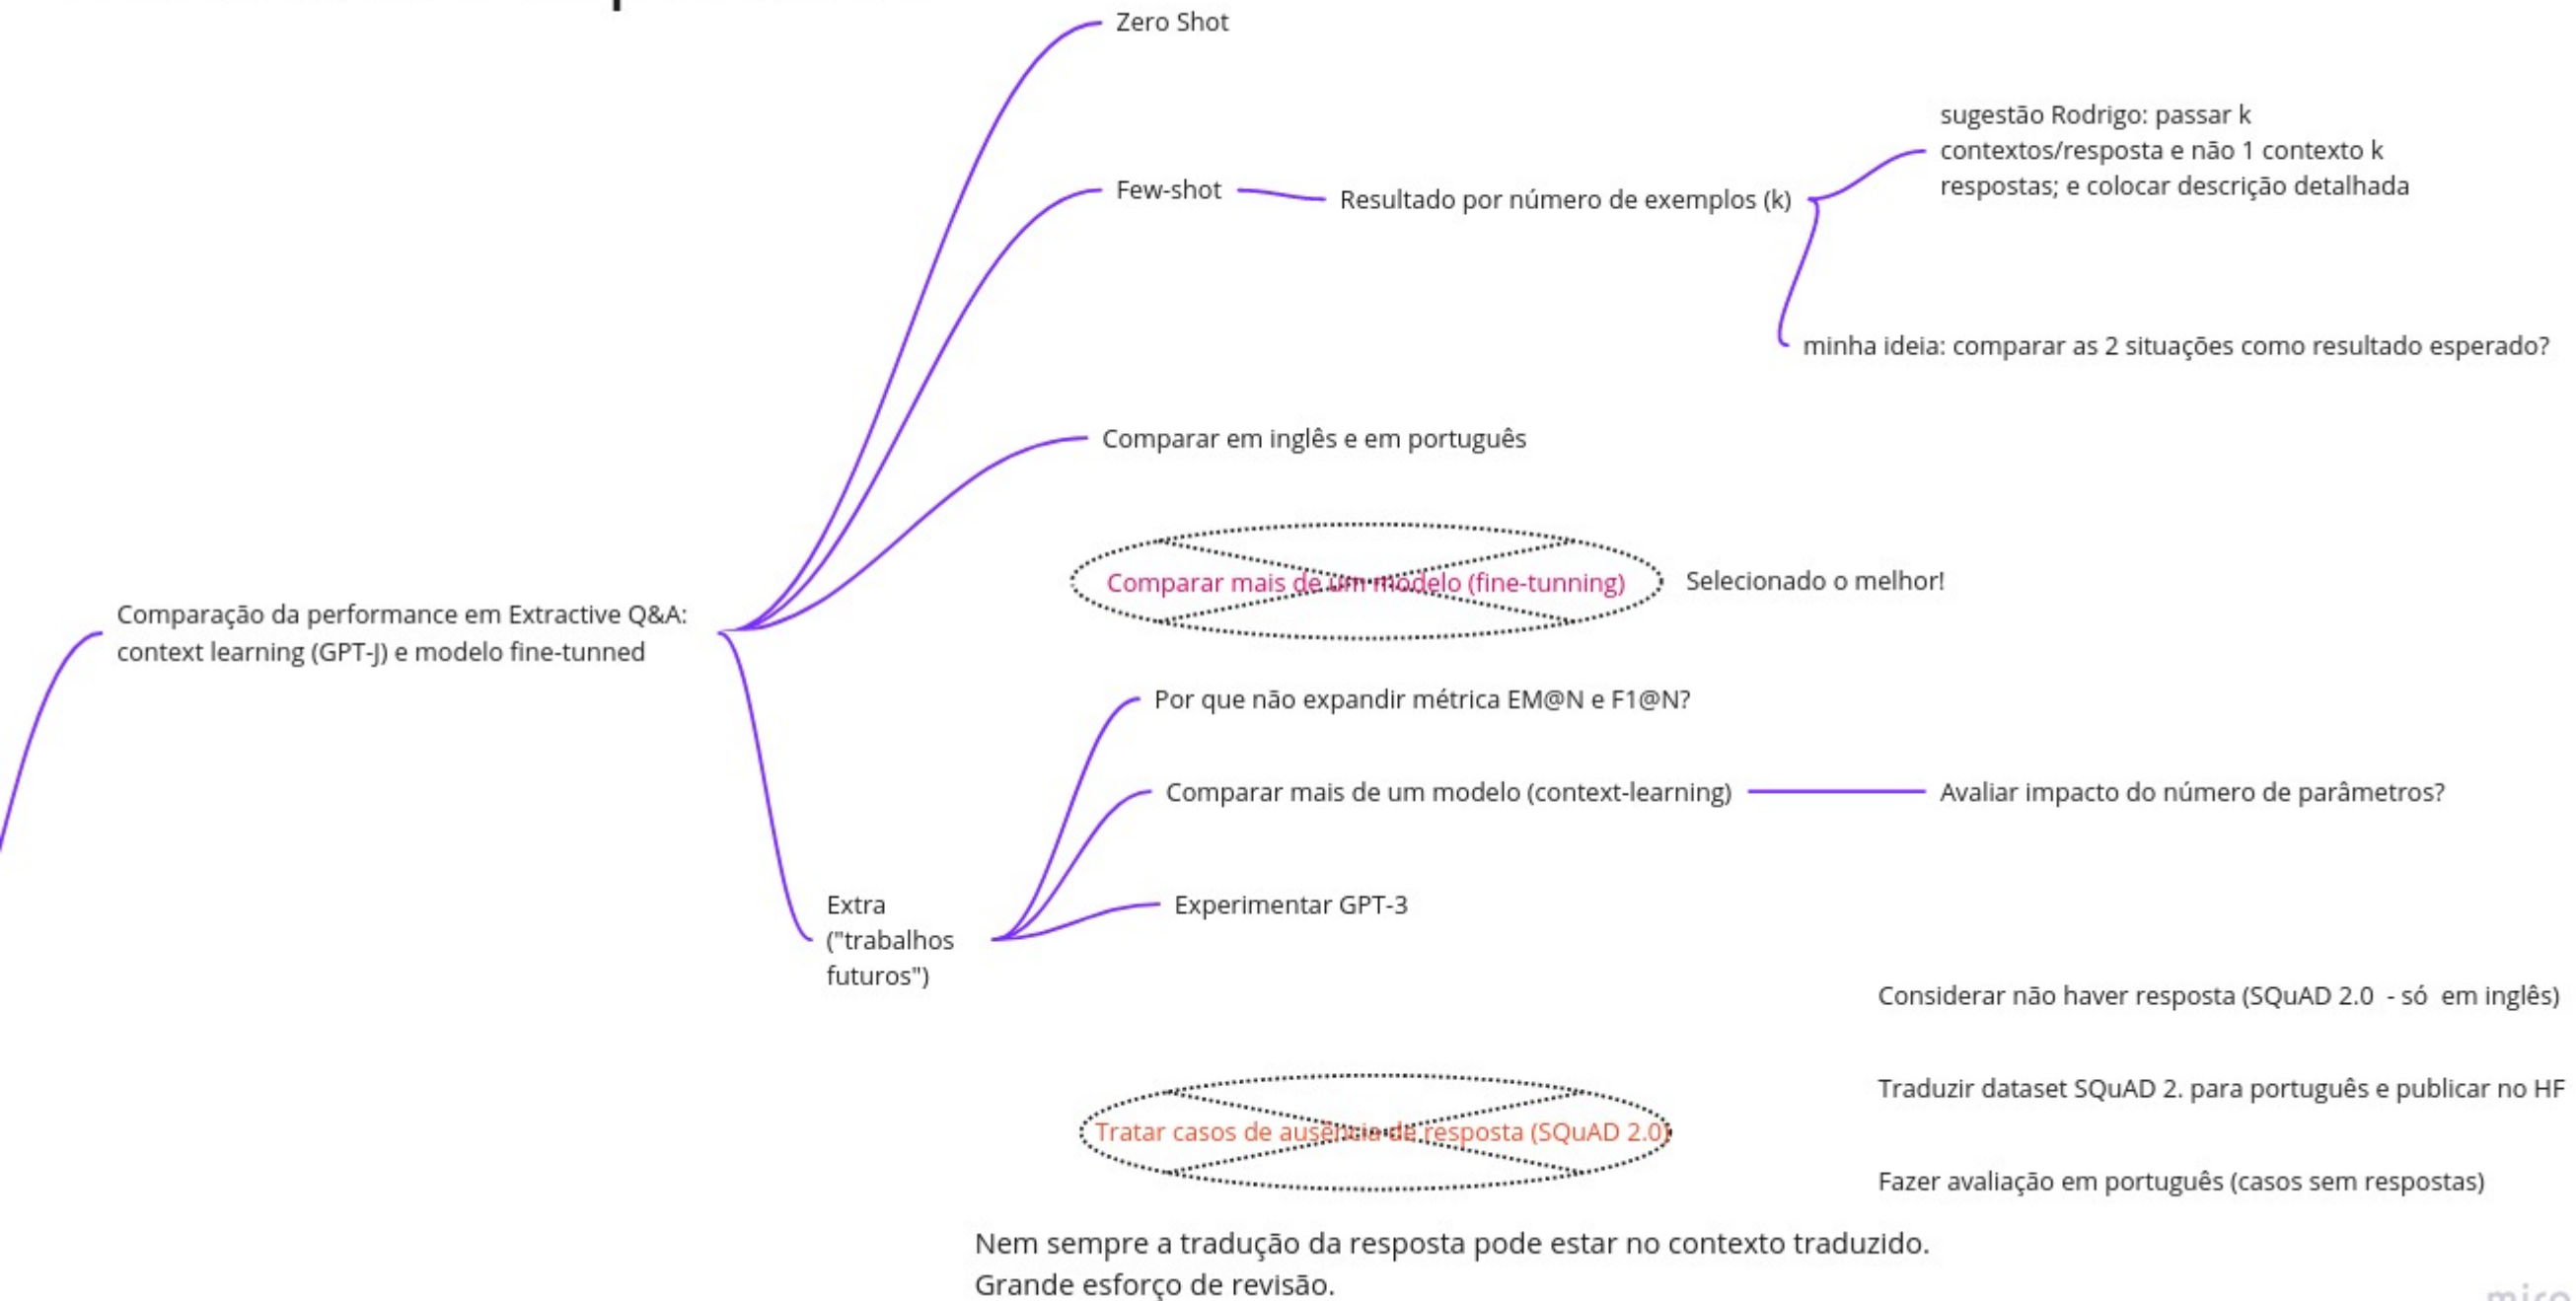 Zero Shot
sugestão Rodrigo: passar k
contextos/resposta e não 1 contexto k
respostas; e colocar descrição detalhada
Few-shot
Resultado por número de exemplos (k)
minha ideia: comparar as 2 situações como resultado esperado?
Comparar em inglês e em português
Comparar mais de um modelo (fine-tunning)
Selecionado o melhor!
Comparação da performance em Extractive Q&A:
context learning (GPT-J) e modelo fine-tunned
Por que não expandir métrica EM@N e F1@N?
Comparar mais de um modelo (context-learning)
Avaliar impacto do número de parâmetros?
Extra
("trabalhos
futuros")
Experimentar GPT-3
Considerar não haver resposta (SQuAD 2.0  - só  em inglês)
Traduzir dataset SQuAD 2. para português e publicar no HF
Tratar casos de ausência de resposta (SQuAD 2.0)
Fazer avaliação em português (casos sem respostas)
Nem sempre a tradução da resposta pode estar no contexto traduzido.
Grande esforço de revisão.
miro